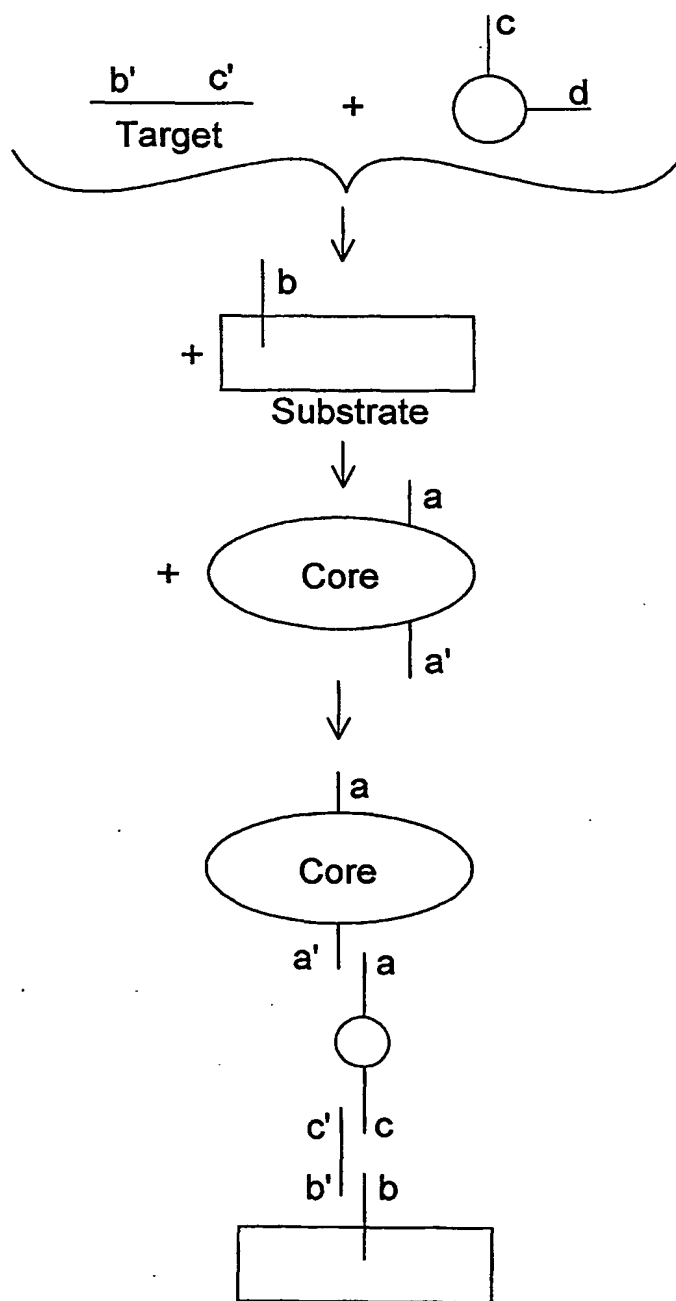 c
b' c' + d
Target
b
+
Substrate
a
+ Core
a'
a
Core
a' a
c' c
b' b